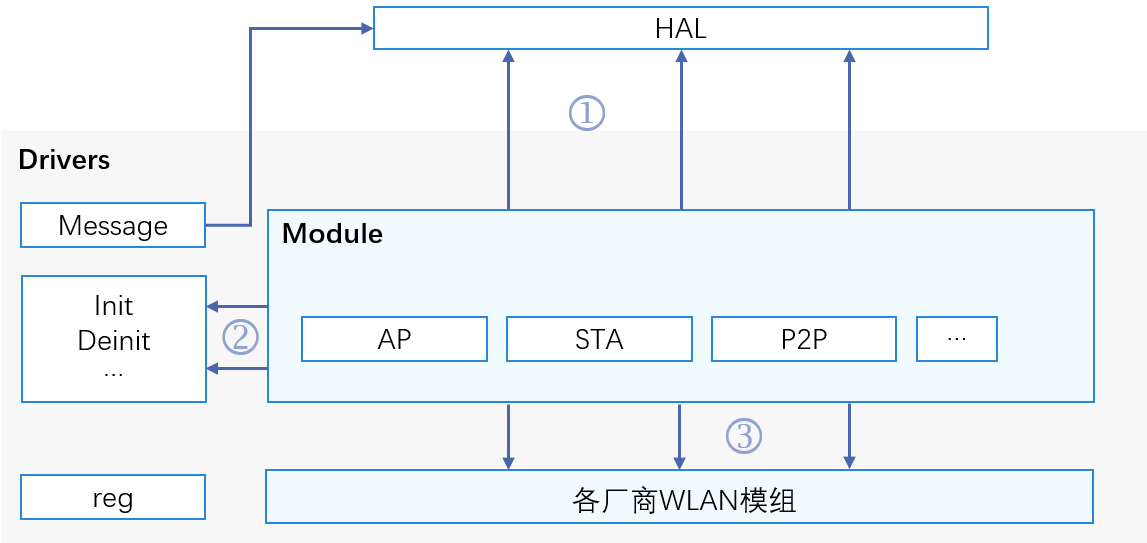 HAL
①
Drivers
Message
Module
Init
Deinit
...
②
AP
STA
P2P
...
③
reg
各厂商WLAN模组